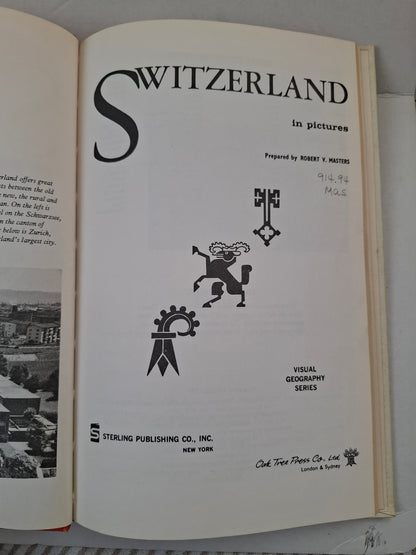 rland offers great
ts between the old
e new, the rural and
an. On the left is
l on the Schwarzsee,
n the canton of
below is Zurich,
rland's largest city.
SWITZERLAND
in pictures
Prepared by ROBERT V. MASTERS
914.94
Mas
VISUAL
GEOGRAPHY
SERIES
S STERLING PUBLISHING CO., INC.
NEW YORK
Oak Tree Press Co., Ltd.
London & Sydney